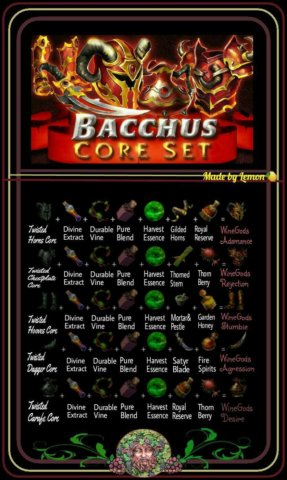 BACCHUS
CORE SET
Made by Lemon
Twisted Horns Core + Divine Extract + Durable Vine + Pure Blend Harvest Essence Gilded Horns Royal Reserve WineGods Adamance
Twisted Chestplate Core Divine Extract Durable Vine Pure Blend Harvest Essence Thorned Stem Thorn Berry WineGods Rejection
Twisted Hooves Core Divine Extract Durable Vine Pure Blend Harvest Essence Mortar& Pestle Garden Honey WineGods Stumble
Twisted Dagger Core Divine Extract Durable Vine Pure Blend Harvest Essence Satyr Blade Fire Spirits WineGods Agression
Twisted Carafe Core Divine Extract Durable Vine Pure Blend Harvest Essence Royal Reserve Thorn Berry WineGods Desire